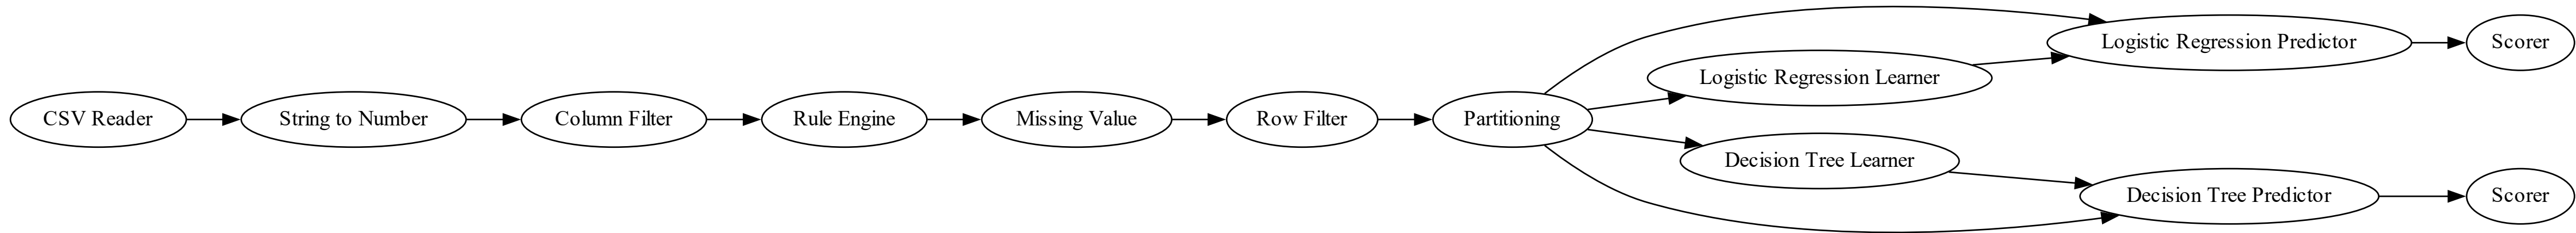 CSV Reader
String to Number
Column Filter
Rule Engine
Missing Value
Row Filter
Partitioning
Logistic Regression Learner
Logistic Regression Predictor
Scorer
Decision Tree Learner
Decision Tree Predictor
Scorer